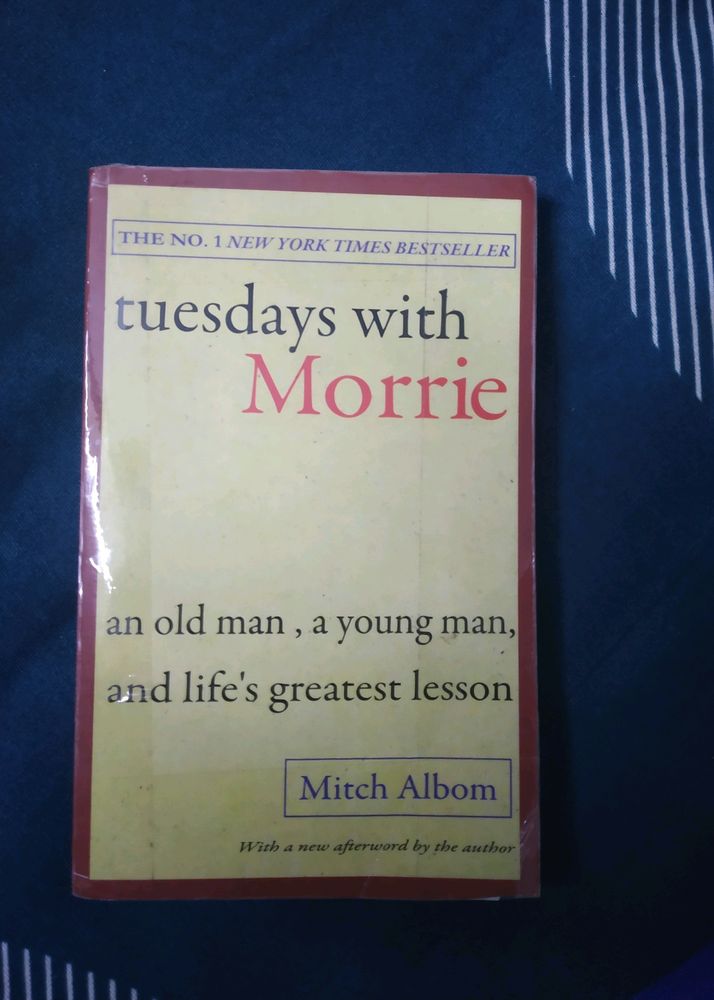 THE NO. 1 NEW YORK TIMES BESTSELLER
tuesdays with
Morrie
an old man , a young man,
and life's greatest lesson
Mitch Albom
With a new afterword by the author